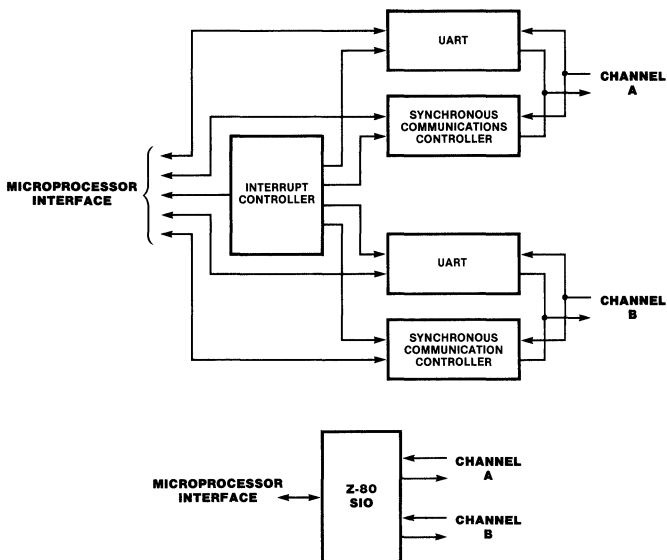 UART
CHANNEL
A
SYNCHRONOUS
COMMUNICATIONS
CONTROLLER
MICROPROCESSOR
INTERFACE
INTERRUPT
CONTROLLER
UART
CHANNEL
B
SYNCHRONOUS
COMMUNICATION
CONTROLLER
MICROPROCESSOR
INTERFACE
Z-80
SIO
CHANNEL
A
CHANNEL
B